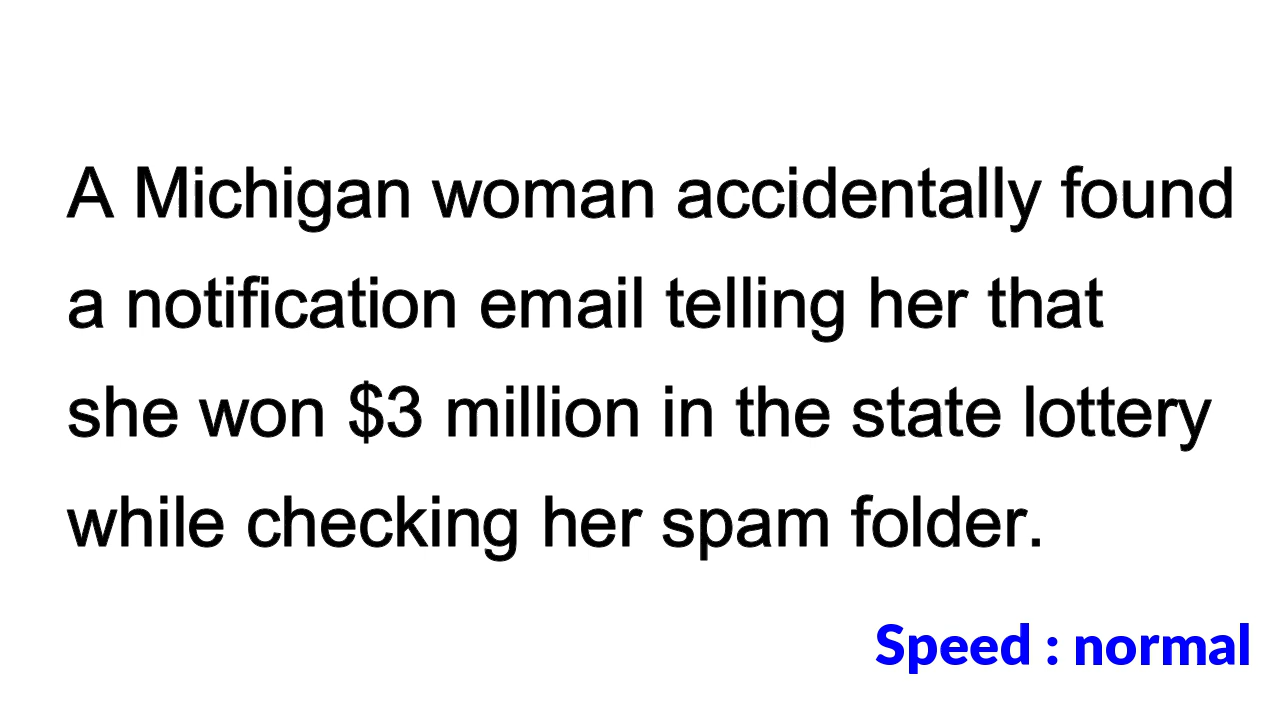 A Michigan woman accidentally found
a notification email telling her that
she won $3 million in the state lottery
while checking her spam folder.
Speed : normal